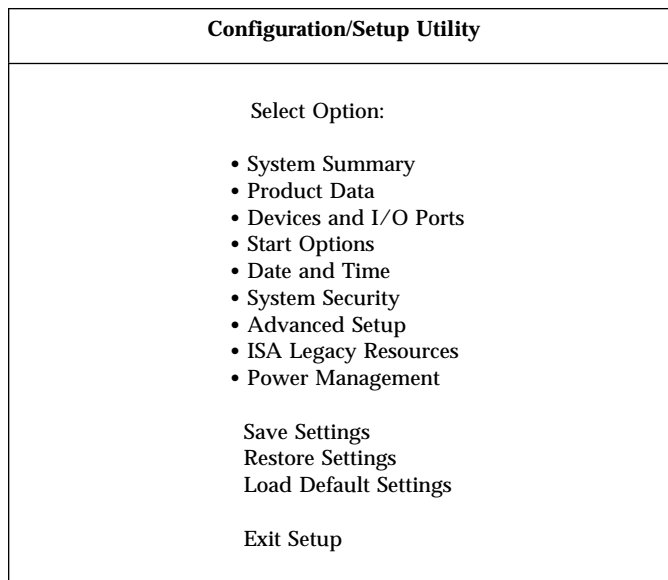 Configuration/Setup Utility
Select Option:
• System Summary
• Product Data
• Devices and I/O Ports
• Start Options
• Date and Time
• System Security
• Advanced Setup
• ISA Legacy Resources
• Power Management
Save Settings
Restore Settings
Load Default Settings
Exit Setup